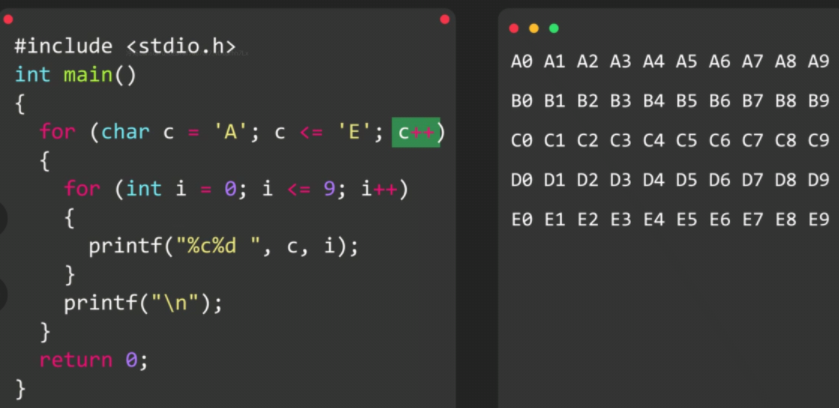 #include <stdio.h>
int main()
{
for (char c = 'A'; c <= 'E'; c++)
{
for (int i = 0; i <= 9; i++)
{
printf("%c%d ", c, i);
}
printf("\n");
}
return 0;
}
A0 A1 A2 A3 A4 A5 A6 A7 A8 A9
B0 B1 B2 B3 B4 B5 B6 B7 B8 B9
C0 C1 C2 C3 C4 C5 C6 C7 C8 C9
D0 D1 D2 D3 D4 D5 D6 D7 D8 D9
E0 E1 E2 E3 E4 E5 E6 E7 E8 E9